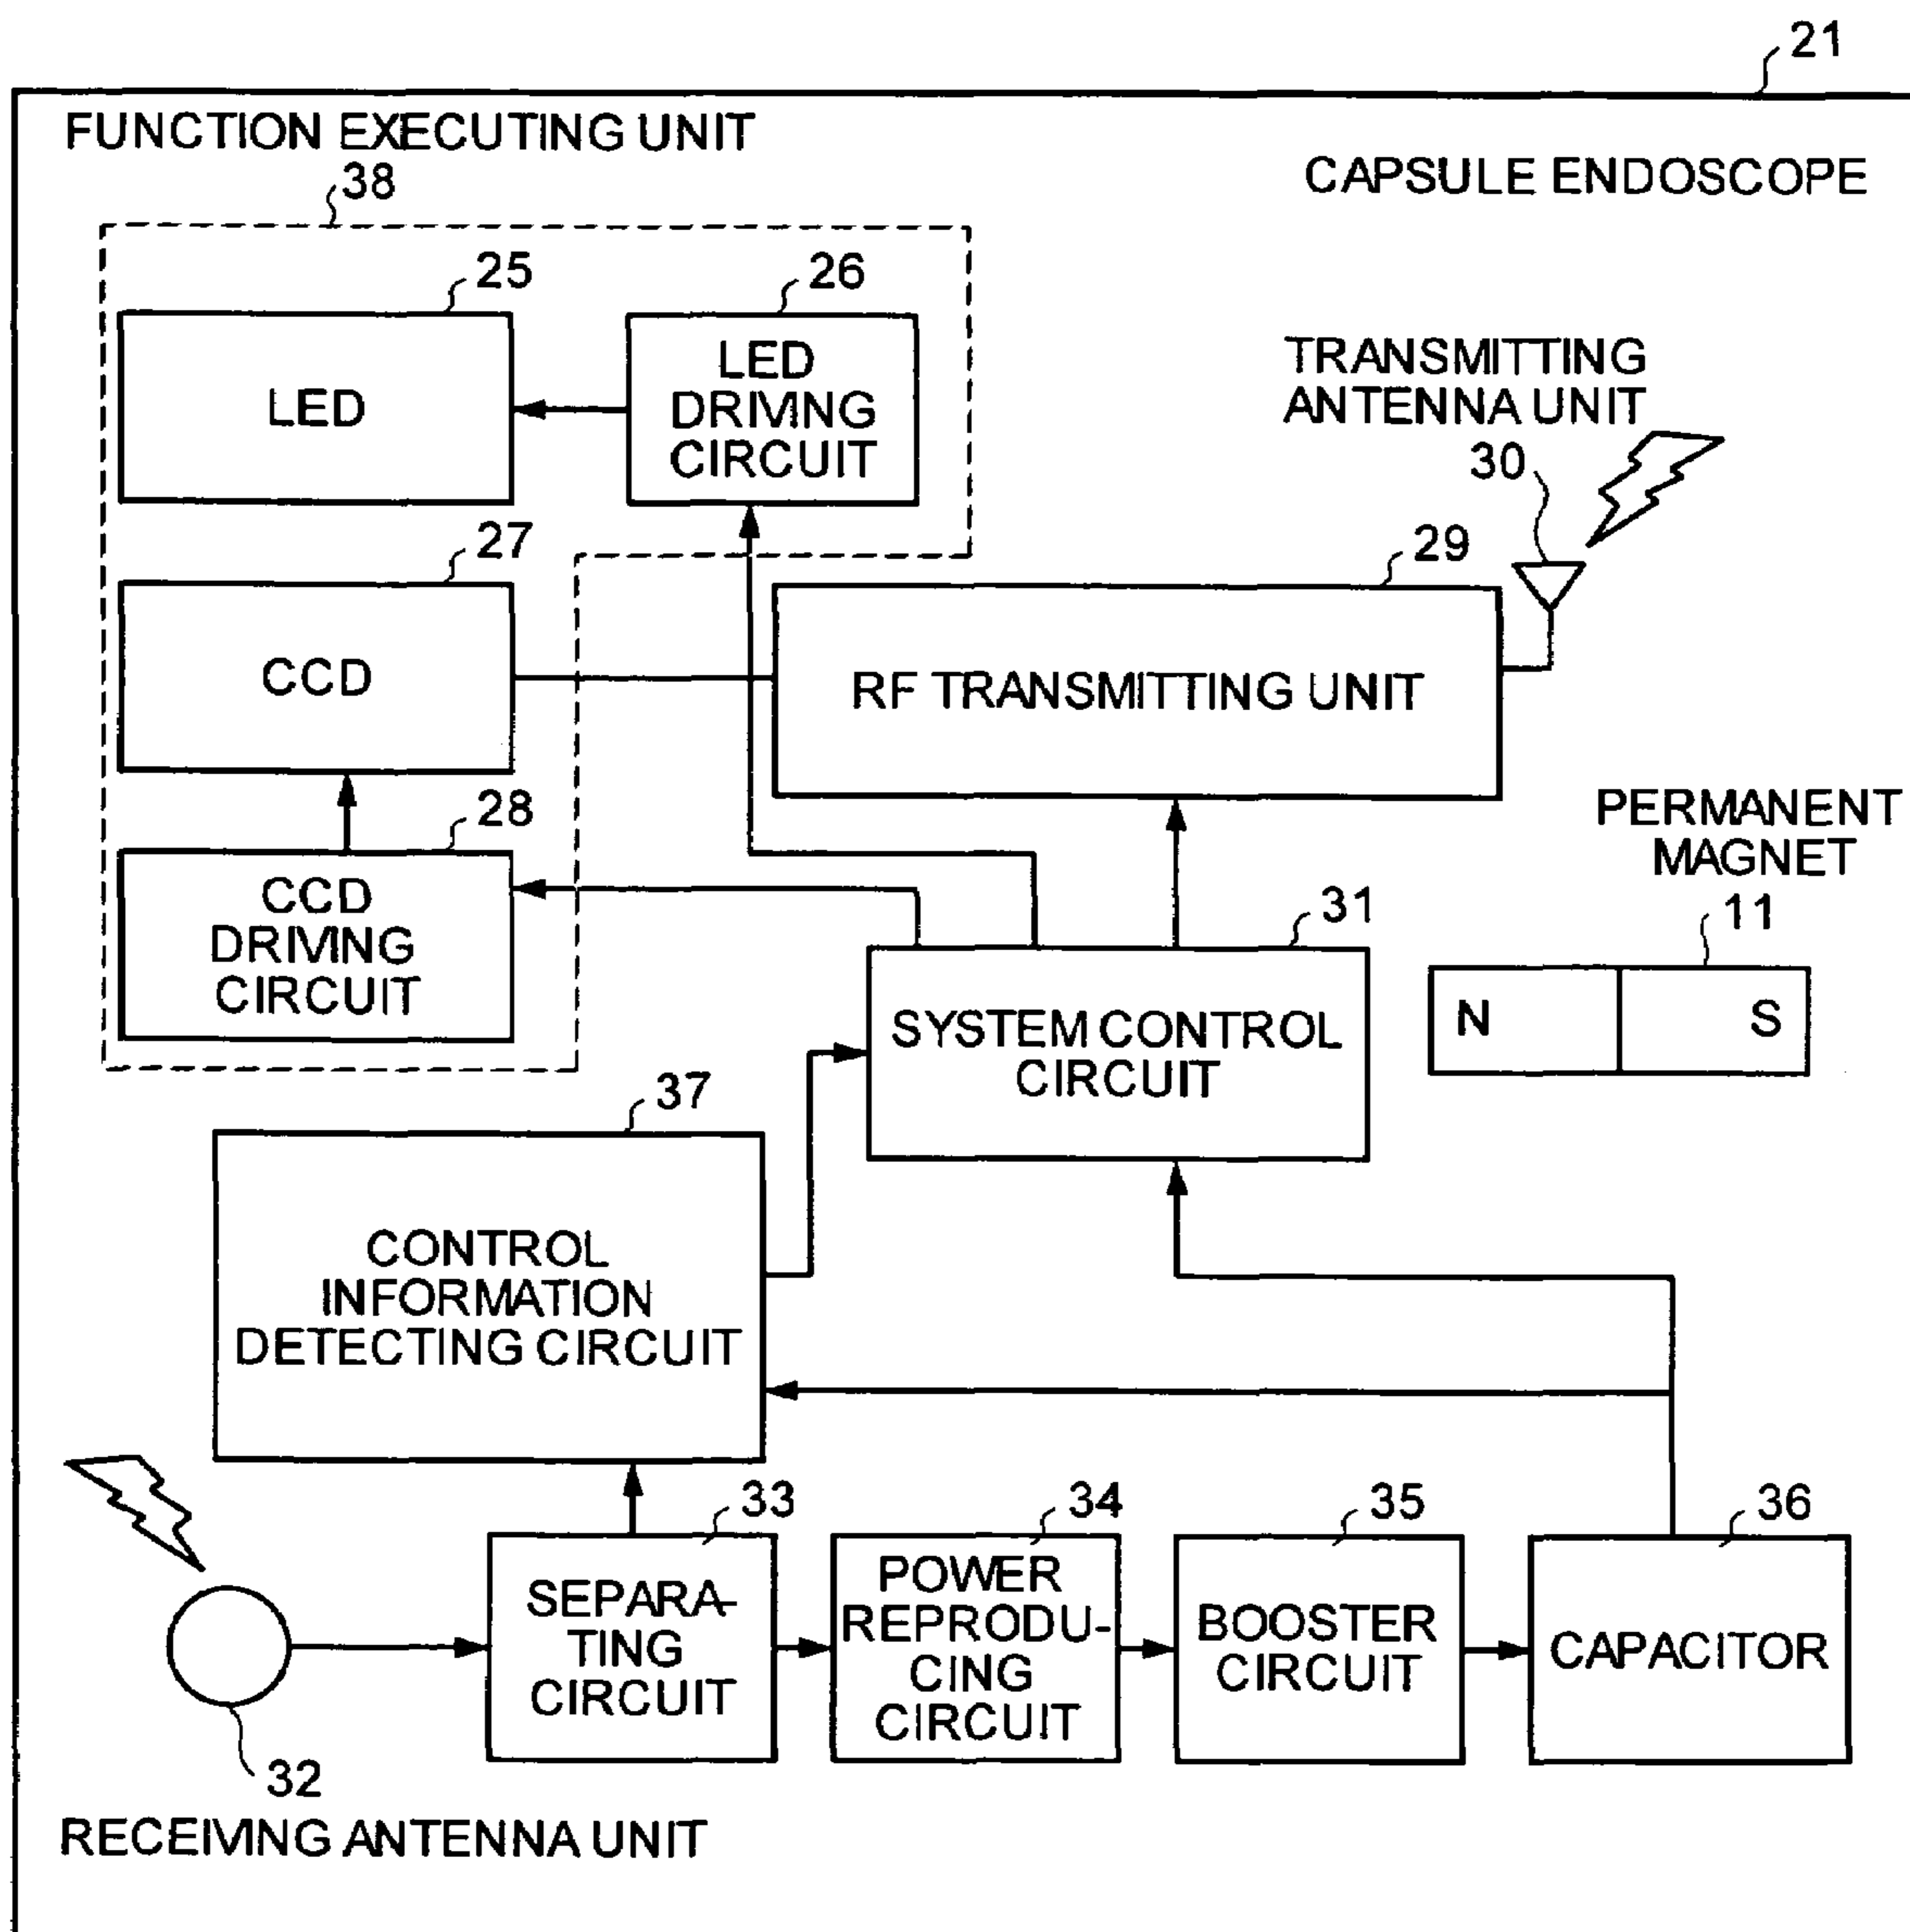 21
FUNCTION EXECUTING UNIT
38
CAPSULE ENDOSCOPE
25
26
LED
LED
DRIVING
CIRCUIT
TRANSMITTING
ANTENNA UNIT
30
27
29
CCD
RF TRANSMITTING UNIT
28
CCD
DRIVING
CIRCUIT
PERMANENT
MAGNET
11
31
N
S
SYSTEM CONTROL
CIRCUIT
37
CONTROL
INFORMATION
DETECTING CIRCUIT
33
34
35
36
SEPARA-
TING
CIRCUIT
POWER
REPRODU-
CING
CIRCUIT
BOOSTER
CIRCUIT
CAPACITOR
32
RECEIVING ANTENNA UNIT